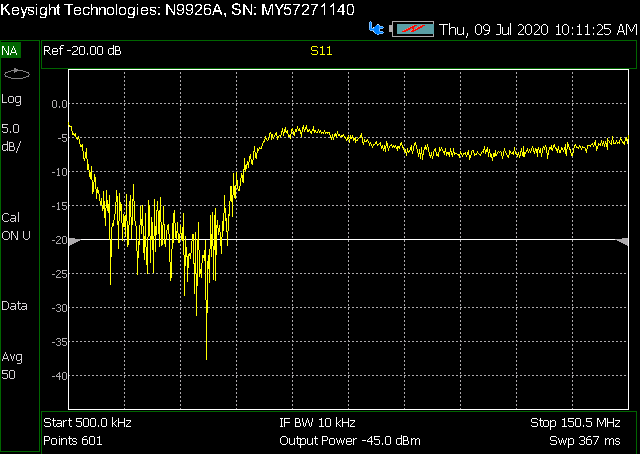 Keysight Technologies: N9926A, SN: MY57271140
Thu, 09 Jul 2020 10:11:25 AM
NA Ref -20.00 dB S11
Log
5.0
dB/
Cal
ON U
Data
Avg
50
0.0
-5
-10
-15
-20
-25
-30
-35
-40
Start 500.0 kHz IF BW 10 kHz Stop 150.5 MHz
Points 601 Output Power -45.0 dBm Swp 367 ms